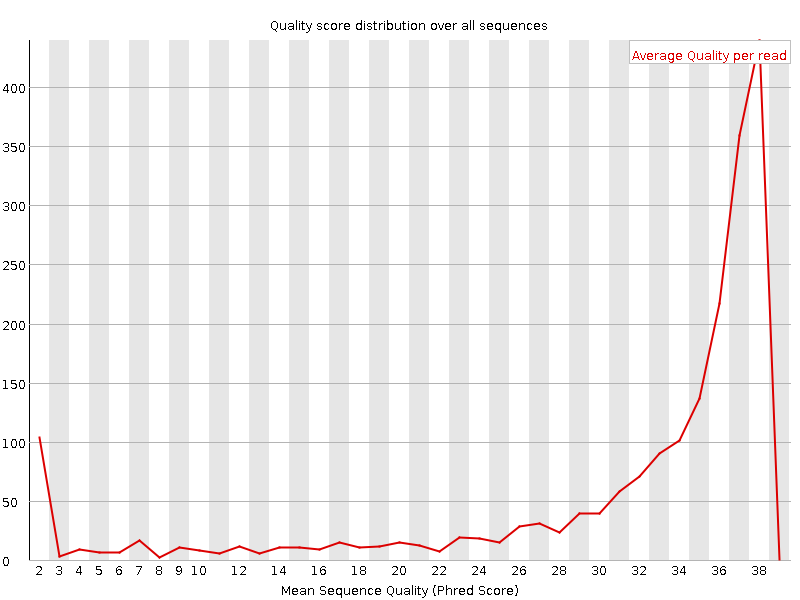 Quality score distribution over all sequences
Average Quality per read
400
350
300
250
200
150
100
50
0
2 3 4 5 6 7 8 9 10 12 14 16 18 20 22 24 26 28 30 32 34 36 38
Mean Sequence Quality (Phred Score)